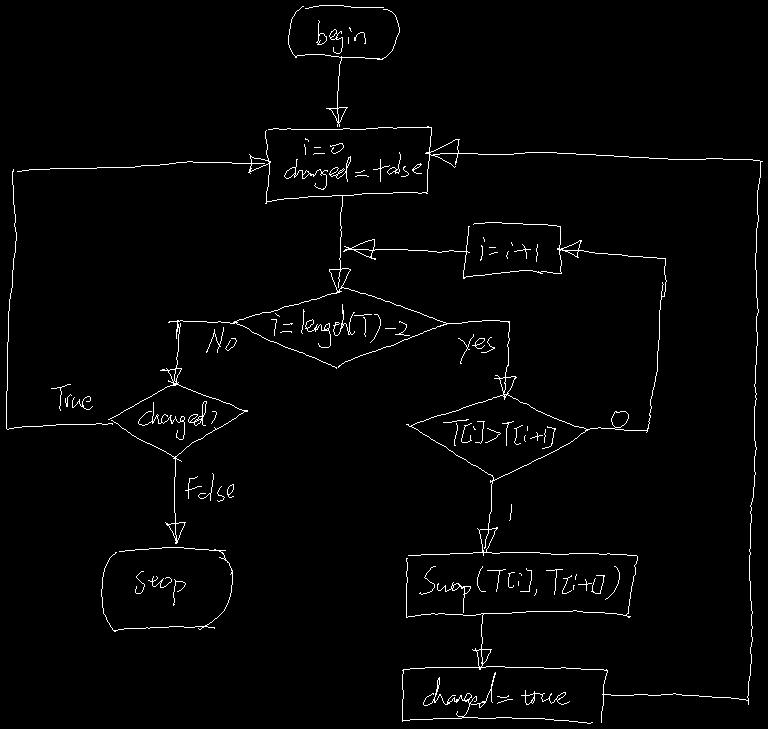 begin
i=0
changed=false
i=i+1
i=length(T)-2
No
yes
True
changed?
T[i]>T[i+1]
0
False
1
stop
Swap(T[i], T[i+1])
changed=true